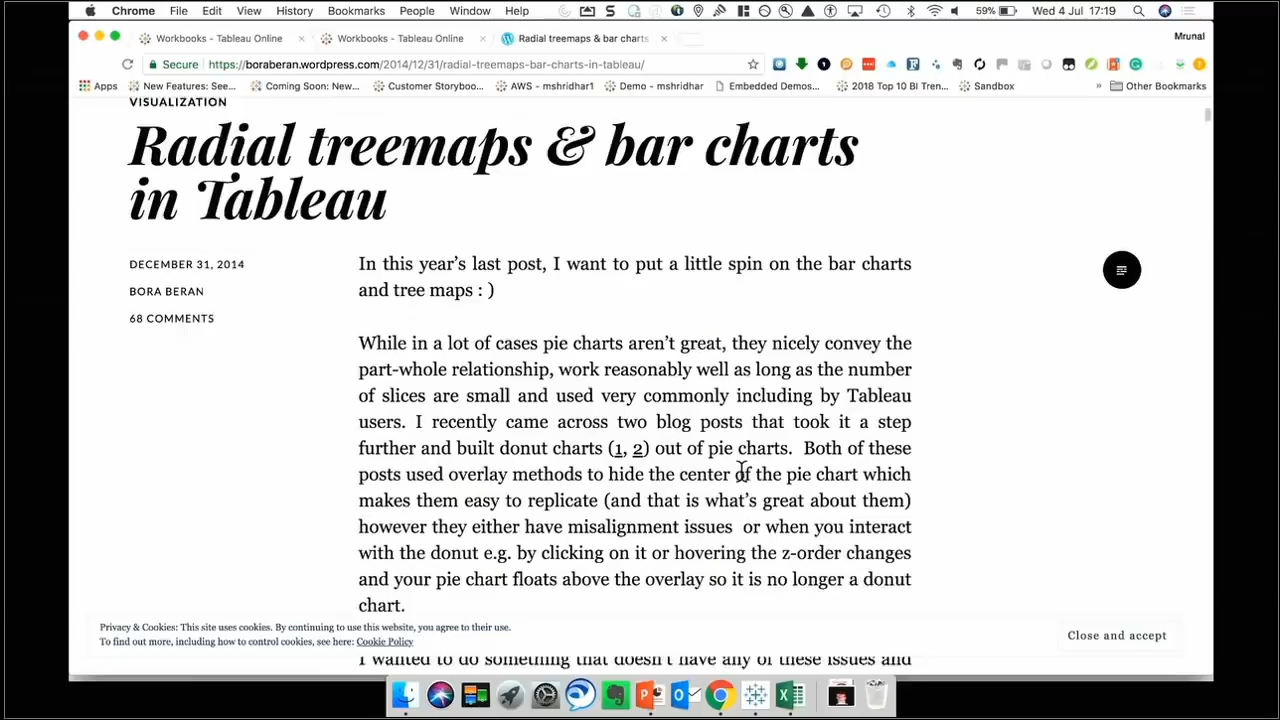 Chrome File Edit View History Bookmarks People Window Help 59% Wed 4 Jul 17:19
Workbooks - Tableau Online × Workbooks - Tableau Online × Radial treemaps & bar charts × Mrunal
Secure https://boraberan.wordpress.com/2014/12/31/radial-treemaps-bar-charts-in-tableau/
Apps New Features: See... Coming Soon: New... Customer Storyboo... AWS - mshridhar1 Demo - mshridhar Embedded Demos... 2018 Top 10 BI Tren... Sandbox » Other Bookmarks
VISUALIZATION
Radial treemaps & bar charts
in Tableau
DECEMBER 31, 2014
BORA BERAN
68 COMMENTS
In this year’s last post, I want to put a little spin on the bar charts
and tree maps : )
While in a lot of cases pie charts aren’t great, they nicely convey the
part-whole relationship, work reasonably well as long as the number
of slices are small and used very commonly including by Tableau
users. I recently came across two blog posts that took it a step
further and built donut charts (1, 2) out of pie charts. Both of these
posts used overlay methods to hide the center of the pie chart which
makes them easy to replicate (and that is what’s great about them)
however they either have misalignment issues or when you interact
with the donut e.g. by clicking on it or hovering the z-order changes
and your pie chart floats above the overlay so it is no longer a donut
chart.
I wanted to do something that doesn’t have any of these issues and
Privacy & Cookies: This site uses cookies. By continuing to use this website, you agree to their use.
To find out more, including how to control cookies, see here: Cookie Policy
Close and accept